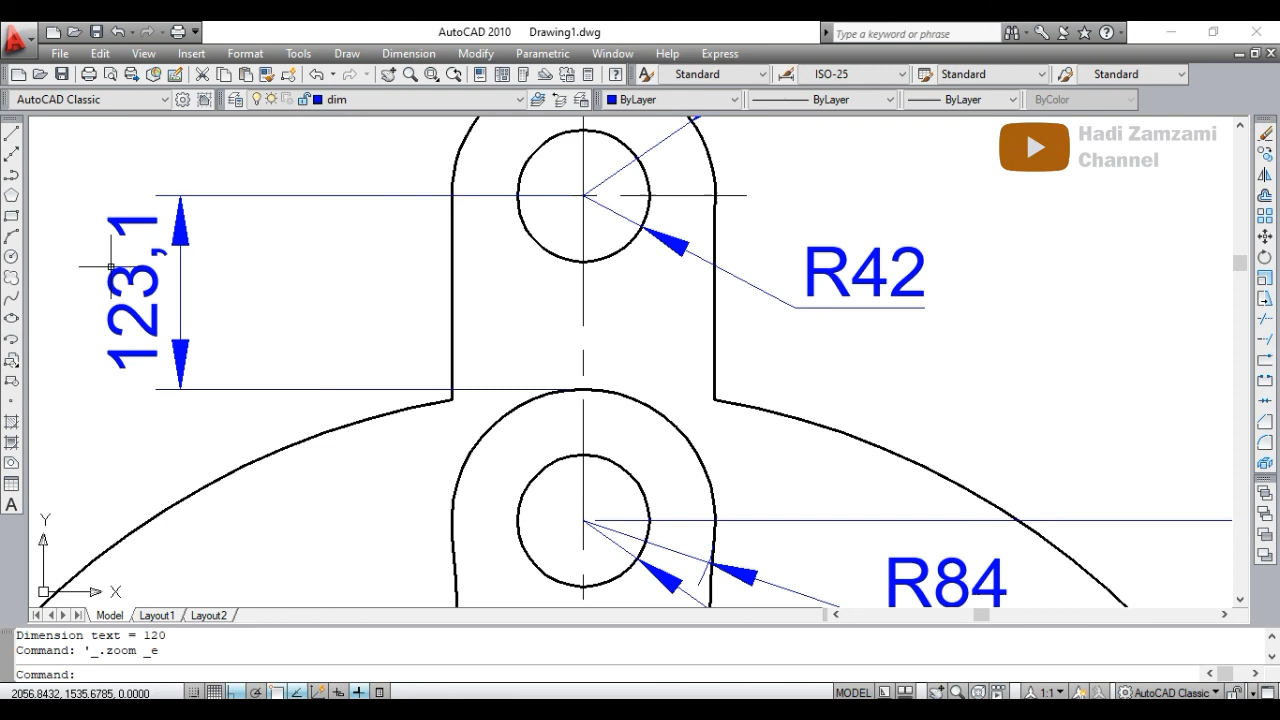 AutoCAD 2010 Drawing1.dwg
Type a keyword or phrase
File Edit View Insert Format Tools Draw Dimension Modify Parametric Window Help Express
Standard ISO-25 Standard Standard
AutoCAD Classic dim ByLayer ByLayer ByLayer ByColor
Hadi Zamzami
Channel
123,1
R42
R84
Y
X
Model Layout1 Layout2
Dimension text = 120
Command: '_.zoom _e
Command:
2056.8432, 1535.6785, 0.0000 MODEL 1:1 AutoCAD Classic